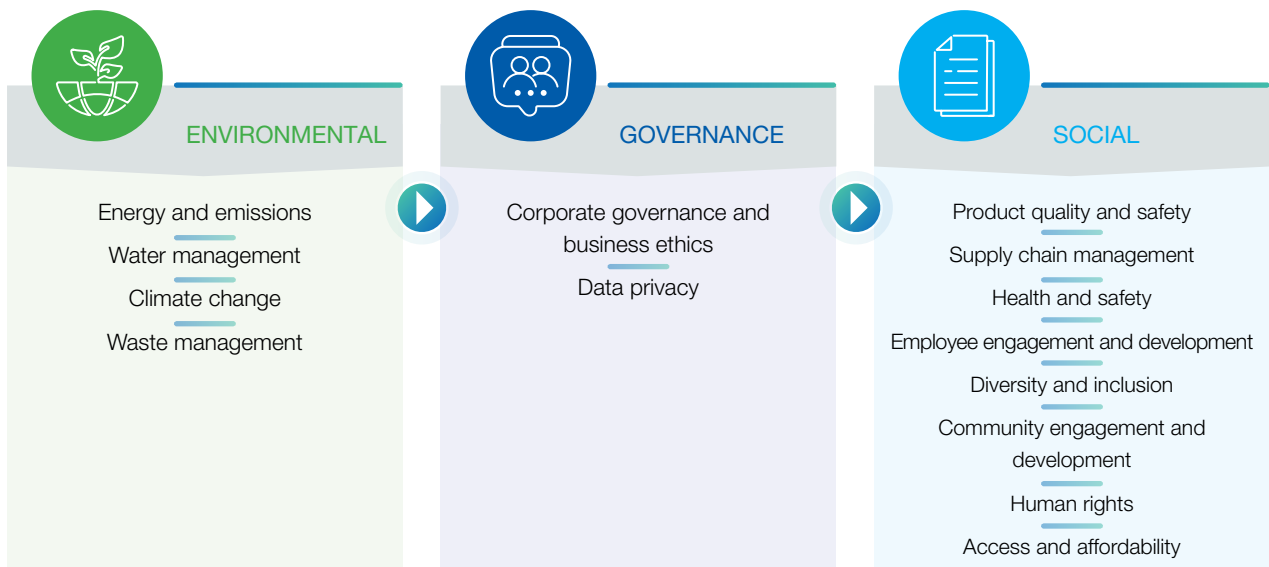 ENVIRONMENTAL
Energy and emissions
Water management
Climate change
Waste management
GOVERNANCE
Corporate governance and
business ethics
Data privacy
SOCIAL
Product quality and safety
Supply chain management
Health and safety
Employee engagement and development
Diversity and inclusion
Community engagement and
development
Human rights
Access and affordability